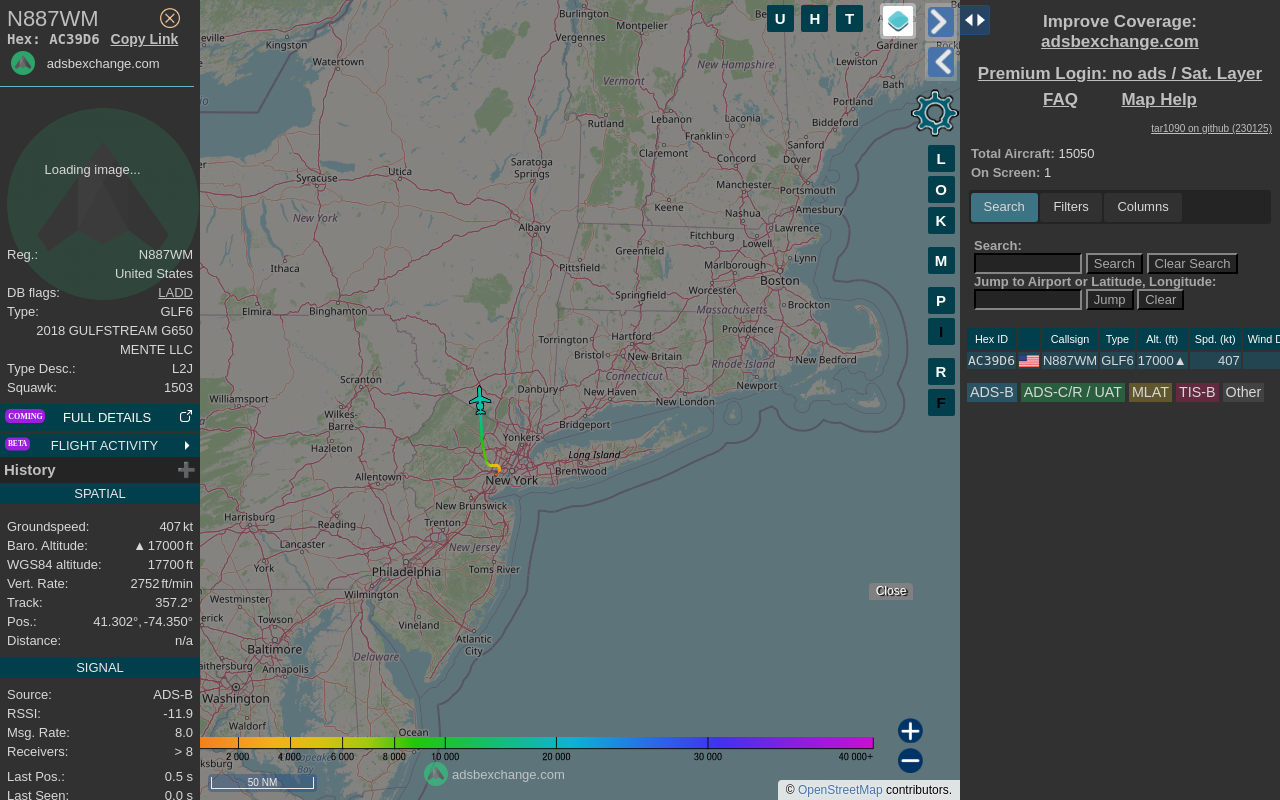 N887WM
Hex: AC39D6 Copy Link
adsbexchange.com
Loading image...
Reg.: N887WM
United States
DB flags: LADD
Type: GLF6
2018 GULFSTREAM G650
MENTE LLC
Type Desc.: L2J
Squawk: 1503
COMING FULL DETAILS
BETA FLIGHT ACTIVITY
History
SPATIAL
Groundspeed: 407 kt
Baro. Altitude: ▲ 17000 ft
WGS84 altitude: 17700 ft
Vert. Rate: 2752 ft/min
Track: 357.2°
Pos.: 41.302°, -74.350°
Distance: n/a
SIGNAL
Source: ADS-B
RSSI: -11.9
Msg. Rate: 8.0
Receivers: > 8
Last Pos.: 0.5 s
Last Seen: 0.0 s
U H T
L
O
K
M
P
I
R
F
Burlington
Montpelier
Vergennes
Kingston
Watertown
New Hampshire
Gardiner
Lewiston
Bath
Vermont
Portland
Rutland
Lebanon
Laconia
Biddeford
Franklin
Claremont
Concord
Sanford
Dover
Saratoga
Springs
Utica
Syracuse
Manchester
Portsmouth
New York
Keene
Nashua
Amesbury
Albany
Lawrence
Greenfield
Fitchburg
Lowell
Ithaca
Pittsfield
Marlborough
Lynn
Boston
Springfield
Worcester
Elmira
Binghamton
Massachusetts
Brockton
Torrington
Hartford
Providence
Bristol
New Britain
New Bedford
Scranton
Connecticut
Rhode Island
Danbury
New Haven
Newport
Williamsport
New London
Wilkes-
Barre
Bridgeport
Yonkers
Hazleton
Long Island
Brentwood
Allentown
New York
New Brunswick
Harrisburg
Reading
Trenton
Lancaster
New Jersey
York
Philadelphia
Toms River
Westminster
Wilmington
Towson
Vineland
Atlantic
City
Baltimore
Delaware
Annapolis
Washington
Waldorf
Ocean
Close
2 000 4 000 6 000 8 000 10 000 20 000 30 000 40 000+
50 NM
adsbexchange.com
© OpenStreetMap contributors.
Improve Coverage:
adsbexchange.com
Premium Login: no ads / Sat. Layer
FAQ Map Help
tar1090 on github (230125)
Total Aircraft: 15050
On Screen: 1
Search Filters Columns
Search:
Search Clear Search
Jump to Airport or Latitude, Longitude:
Jump Clear
Hex ID Callsign Type Alt. (ft) Spd. (kt) Wind D
AC39D6 N887WM GLF6 17000▲ 407
ADS-B ADS-C/R / UAT MLAT TIS-B Other